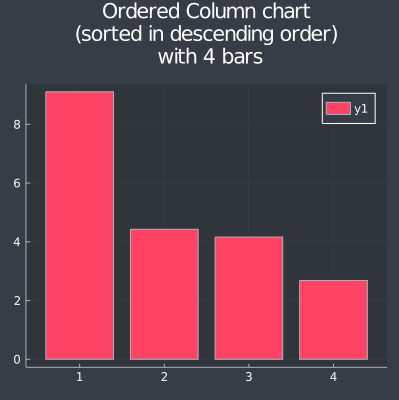 Ordered Column chart
(sorted in descending order)
with 4 bars
y1
8
6
4
2
0
1 2 3 4